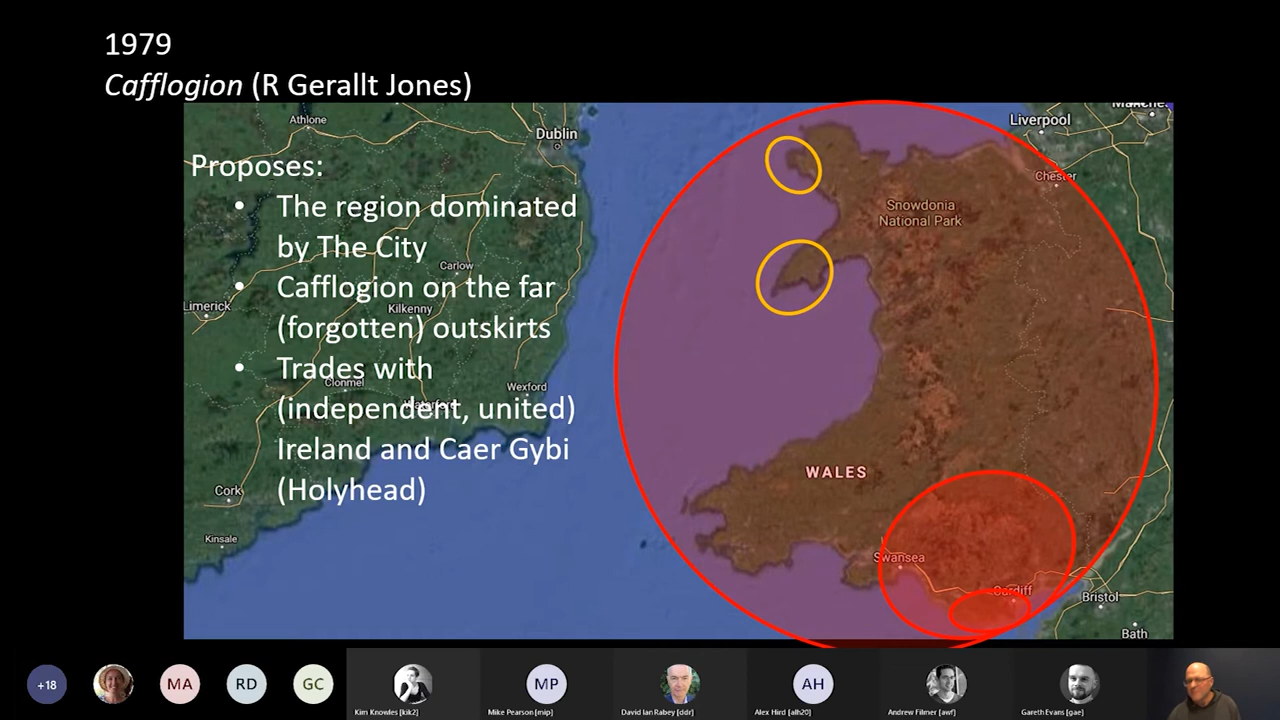 1979
Cafflogion (R Gerallt Jones)
Proposes:
• The region dominated
by The City
• Cafflogion on the far
(forgotten) outskirts
• Trades with
(independent, united)
Ireland and Caer Gybi
(Holyhead)
Athlone
Dublin
Carlow
Limerick
Kilkenny
Clonmel
Wexford
Waterford
Cork
Kinsale
Liverpool
Chester
Snowdonia
National Park
WALES
Swansea
Cardiff
Bristol
Bath
+18
MA
RD
GC
Kim Knowles [kik2]
MP
Mike Pearson [mip]
David Ian Rabey [ddr]
AH
Alex Hird [alh20]
Andrew Filmer [awf]
Gareth Evans [gae]